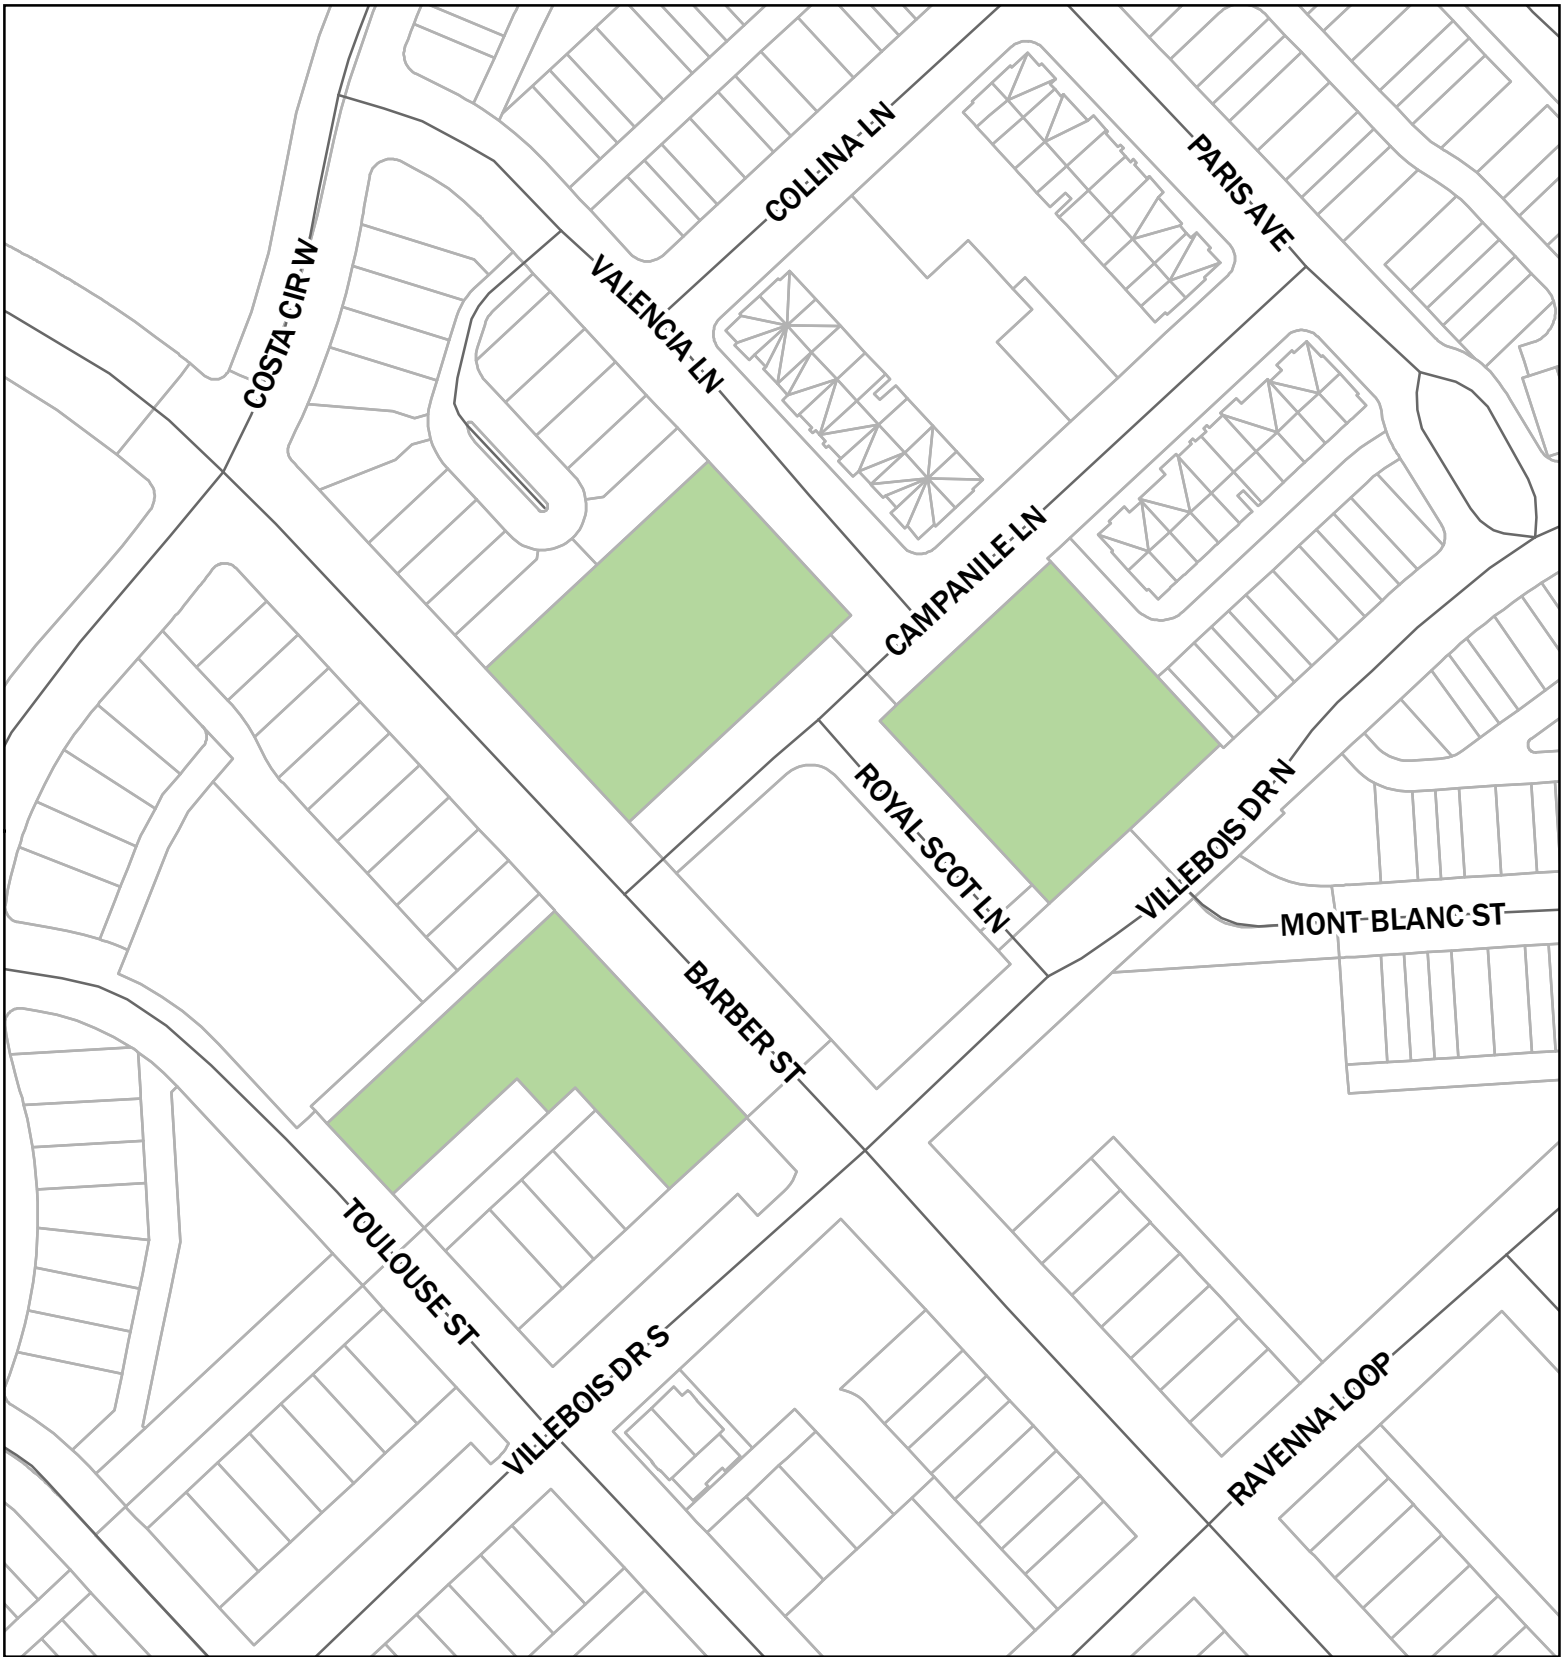 COLLINA LN
PARIS AVE
COSTA CIR W
VALENCIA LN
CAMPANILE LN
ROYAL SCOT LN
VILLEBOIS DR N
MONT BLANC ST
BARBER ST
TOULOUSE ST
VILLEBOIS DR S
RAVENNA LOOP